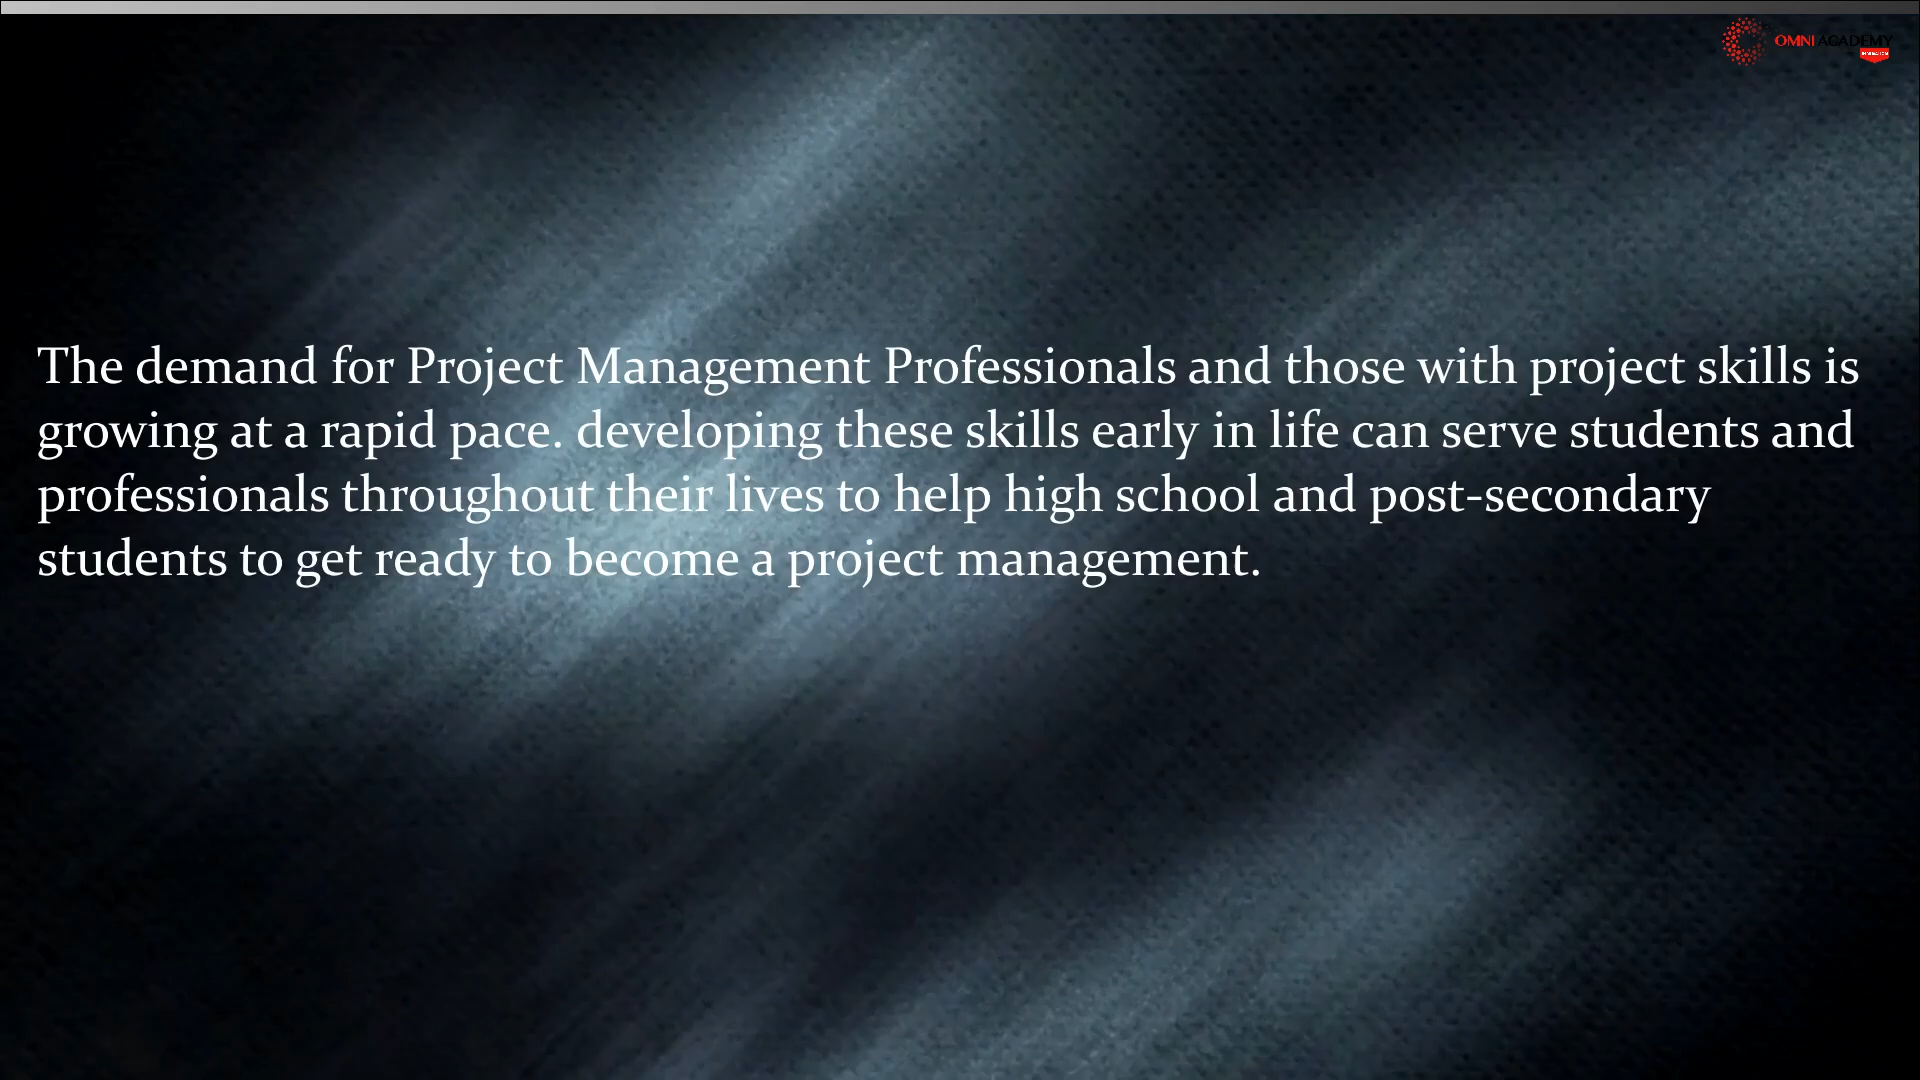 OMNI ACADEMY
The demand for Project Management Professionals and those with project skills is
growing at a rapid pace. developing these skills early in life can serve students and
professionals throughout their lives to help high school and post-secondary
students to get ready to become a project management.